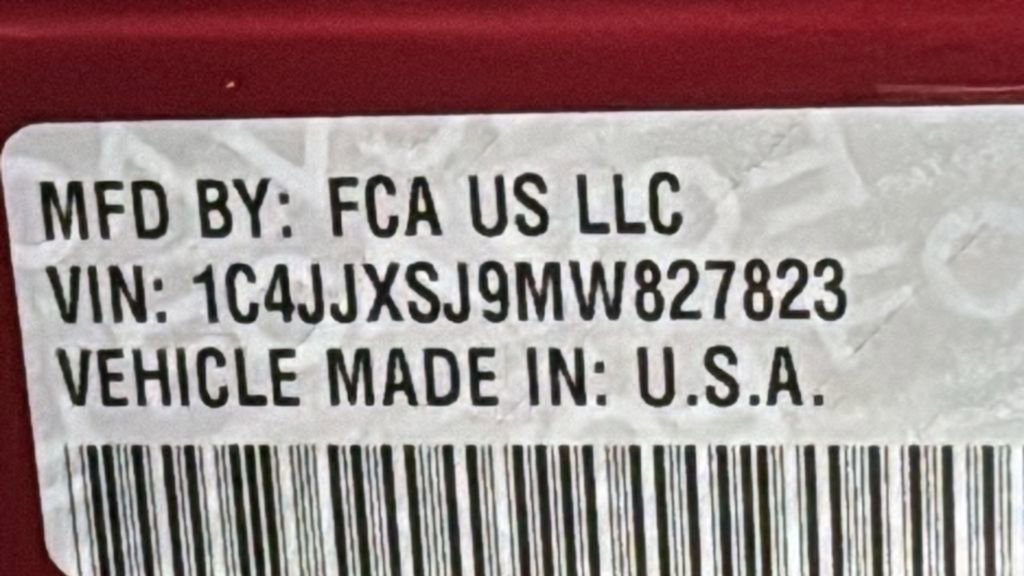 MFD BY: FCA US LLC
VIN: 1C4JJXSJ9MW827823
VEHICLE MADE IN: U.S.A.